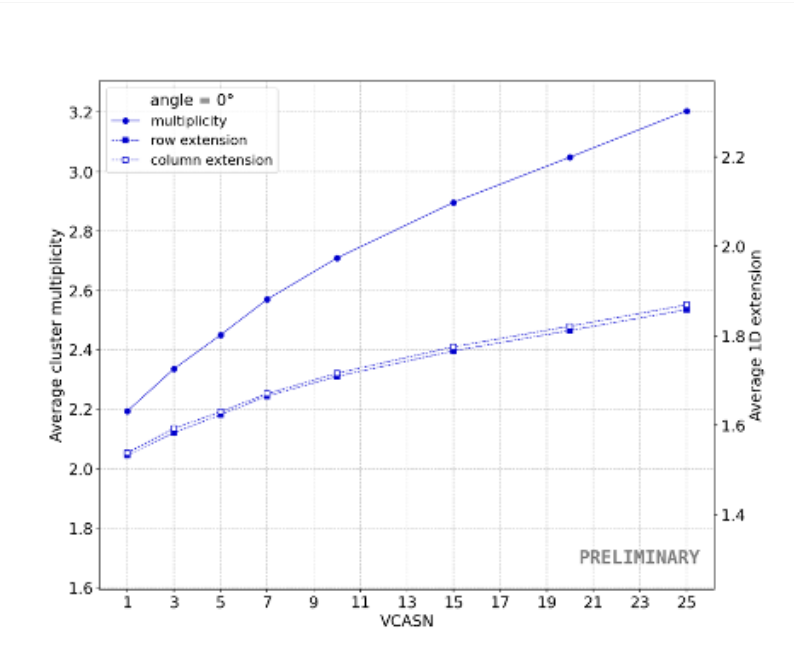 angle = 0°
multiplicity
row extension
column extension
Average cluster multiplicity
3.2
3.0
2.8
2.6
2.4
2.2
2.0
1.8
1.6
2.2
2.0
1.8
1.6
1.4
Average 1D extension
PRELIMINARY
1 3 5 7 9 11 13 15 17 19 21 23 25
VCASN